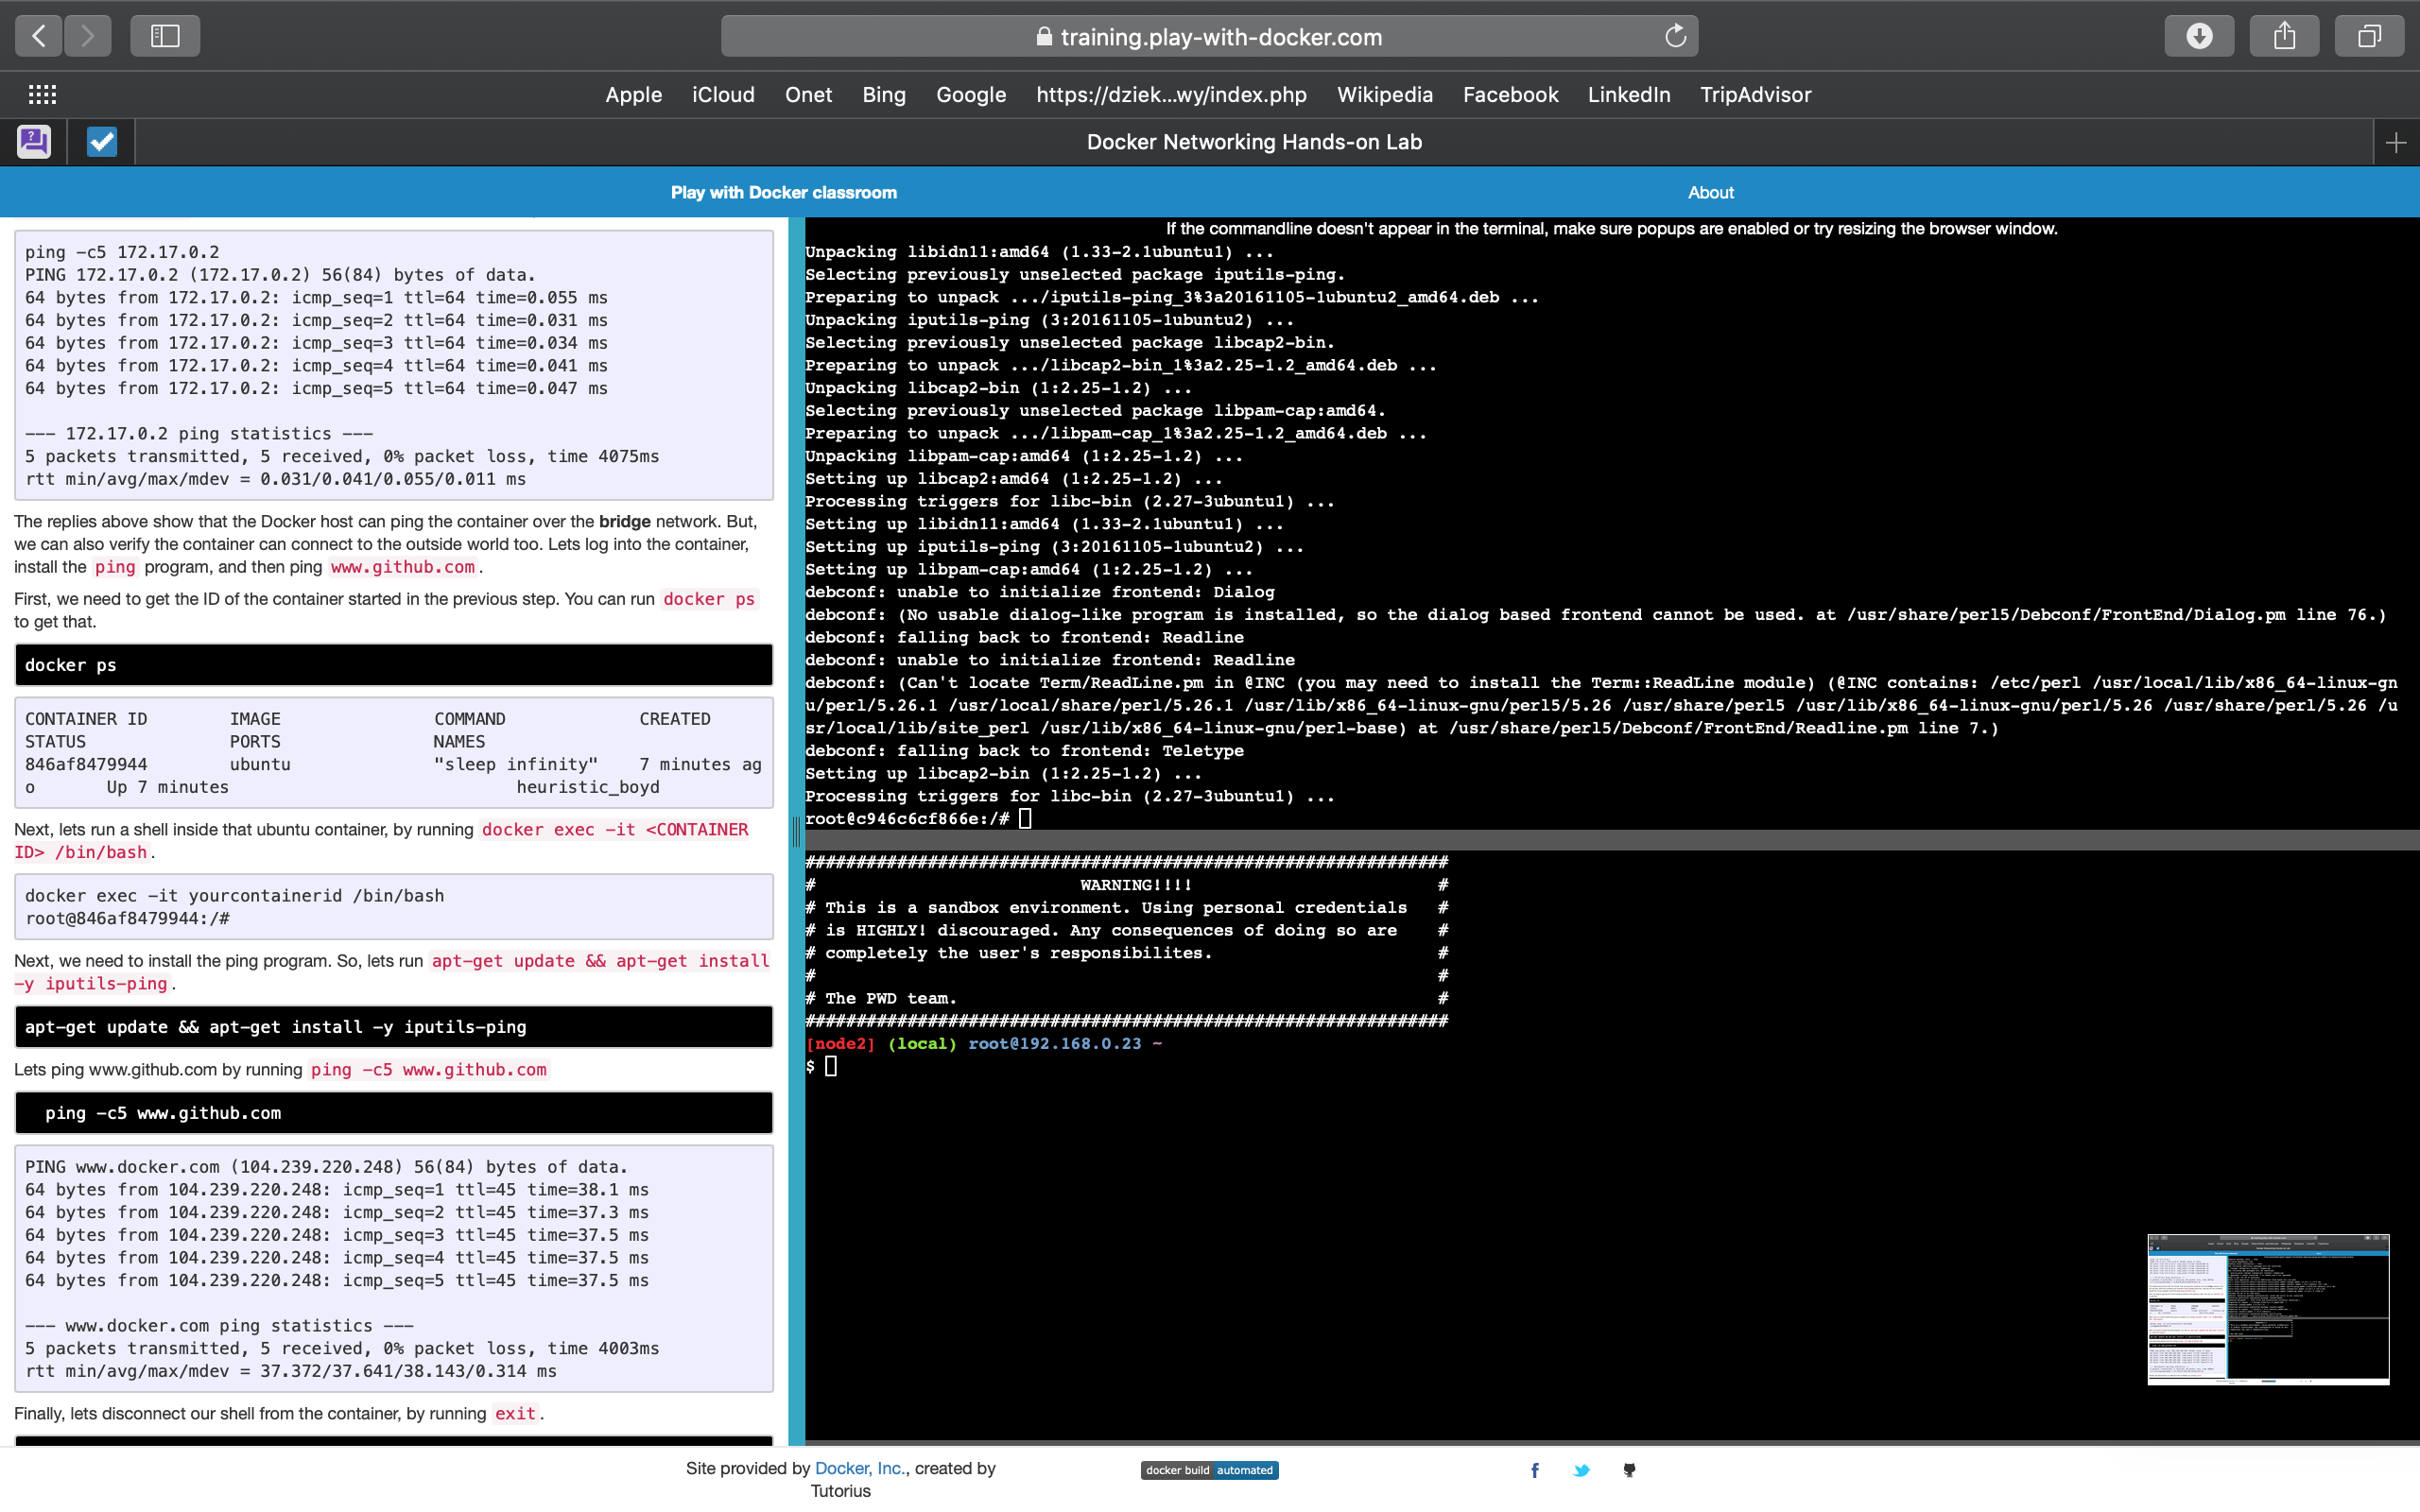 training.play-with-docker.com
Apple iCloud Onet Bing Google https://dziek...wy/index.php Wikipedia Facebook LinkedIn TripAdvisor
Docker Networking Hands-on Lab
Play with Docker classroom About
ping -c5 172.17.0.2
PING 172.17.0.2 (172.17.0.2) 56(84) bytes of data.
64 bytes from 172.17.0.2: icmp_seq=1 ttl=64 time=0.055 ms
64 bytes from 172.17.0.2: icmp_seq=2 ttl=64 time=0.031 ms
64 bytes from 172.17.0.2: icmp_seq=3 ttl=64 time=0.034 ms
64 bytes from 172.17.0.2: icmp_seq=4 ttl=64 time=0.041 ms
64 bytes from 172.17.0.2: icmp_seq=5 ttl=64 time=0.047 ms
--- 172.17.0.2 ping statistics ---
5 packets transmitted, 5 received, 0% packet loss, time 4075ms
rtt min/avg/max/mdev = 0.031/0.041/0.055/0.011 ms
The replies above show that the Docker host can ping the container over the bridge network. But,
we can also verify the container can connect to the outside world too. Lets log into the container,
install the ping program, and then ping www.github.com.
First, we need to get the ID of the container started in the previous step. You can run docker ps
to get that.
docker ps
CONTAINER ID IMAGE COMMAND CREATED
STATUS PORTS NAMES
846af8479944 ubuntu "sleep infinity" 7 minutes ag
o Up 7 minutes heuristic_boyd
Next, lets run a shell inside that ubuntu container, by running docker exec -it <CONTAINER
ID> /bin/bash.
docker exec -it yourcontainerid /bin/bash
root@846af8479944:/#
Next, we need to install the ping program. So, lets run apt-get update && apt-get install
-y iputils-ping.
apt-get update && apt-get install -y iputils-ping
Lets ping www.github.com by running ping -c5 www.github.com
ping -c5 www.github.com
PING www.docker.com (104.239.220.248) 56(84) bytes of data.
64 bytes from 104.239.220.248: icmp_seq=1 ttl=45 time=38.1 ms
64 bytes from 104.239.220.248: icmp_seq=2 ttl=45 time=37.3 ms
64 bytes from 104.239.220.248: icmp_seq=3 ttl=45 time=37.5 ms
64 bytes from 104.239.220.248: icmp_seq=4 ttl=45 time=37.5 ms
64 bytes from 104.239.220.248: icmp_seq=5 ttl=45 time=37.5 ms
--- www.docker.com ping statistics ---
5 packets transmitted, 5 received, 0% packet loss, time 4003ms
rtt min/avg/max/mdev = 37.372/37.641/38.143/0.314 ms
Finally, lets disconnect our shell from the container, by running exit.
If the commandline doesn't appear in the terminal, make sure popups are enabled or try resizing the browser window.
Unpacking libidn11:amd64 (1.33-2.1ubuntu1) ...
Selecting previously unselected package iputils-ping.
Preparing to unpack .../iputils-ping_3%3a20161105-1ubuntu2_amd64.deb ...
Unpacking iputils-ping (3:20161105-1ubuntu2) ...
Selecting previously unselected package libcap2-bin.
Preparing to unpack .../libcap2-bin_1%3a2.25-1.2_amd64.deb ...
Unpacking libcap2-bin (1:2.25-1.2) ...
Selecting previously unselected package libpam-cap:amd64.
Preparing to unpack .../libpam-cap_1%3a2.25-1.2_amd64.deb ...
Unpacking libpam-cap:amd64 (1:2.25-1.2) ...
Setting up libcap2:amd64 (1:2.25-1.2) ...
Processing triggers for libc-bin (2.27-3ubuntu1) ...
Setting up libidn11:amd64 (1.33-2.1ubuntu1) ...
Setting up iputils-ping (3:20161105-1ubuntu2) ...
Setting up libpam-cap:amd64 (1:2.25-1.2) ...
debconf: unable to initialize frontend: Dialog
debconf: (No usable dialog-like program is installed, so the dialog based frontend cannot be used. at /usr/share/perl5/Debconf/FrontEnd/Dialog.pm line 76.)
debconf: falling back to frontend: Readline
debconf: unable to initialize frontend: Readline
debconf: (Can't locate Term/ReadLine.pm in @INC (you may need to install the Term::ReadLine module) (@INC contains: /etc/perl /usr/local/lib/x86_64-linux-gn
u/perl/5.26.1 /usr/local/share/perl/5.26.1 /usr/lib/x86_64-linux-gnu/perl5/5.26 /usr/share/perl5 /usr/lib/x86_64-linux-gnu/perl/5.26 /usr/share/perl/5.26 /u
sr/local/lib/site_perl /usr/lib/x86_64-linux-gnu/perl-base) at /usr/share/perl5/Debconf/FrontEnd/Readline.pm line 7.)
debconf: falling back to frontend: Teletype
Setting up libcap2-bin (1:2.25-1.2) ...
Processing triggers for libc-bin (2.27-3ubuntu1) ...
root@c946c6cf866e:/#
###############################################################
# WARNING!!!! #
# This is a sandbox environment. Using personal credentials #
# is HIGHLY! discouraged. Any consequences of doing so are #
# completely the user's responsibilites. #
# #
# The PWD team. #
###############################################################
[node2] (local) root@192.168.0.23 ~
$
Site provided by Docker, Inc., created by
Tutorius
docker build automated